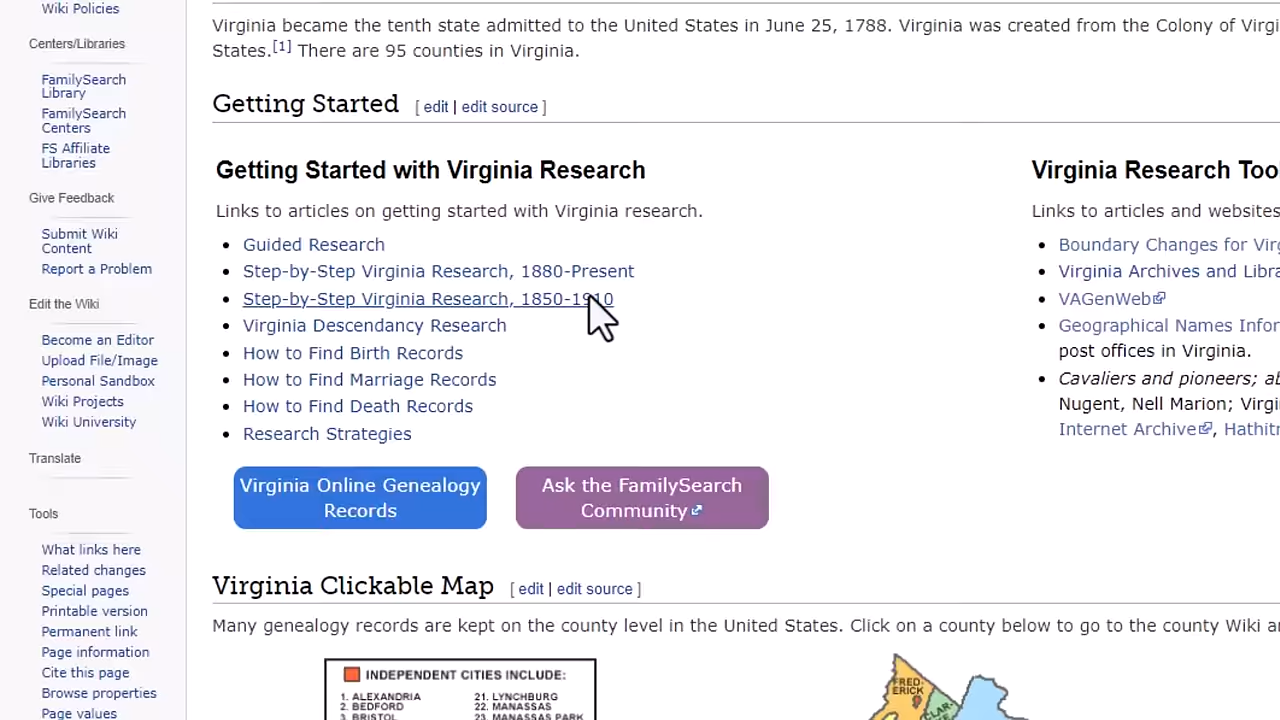 Wiki Policies
Centers/Libraries
FamilySearch
Library
FamilySearch
Centers
FS Affiliate
Libraries
Give Feedback
Submit Wiki
Content
Report a Problem
Edit the Wiki
Become an Editor
Upload File/Image
Personal Sandbox
Wiki Projects
Wiki University
Translate
Tools
What links here
Related changes
Special pages
Printable version
Permanent link
Page information
Cite this page
Browse properties
Page values
Virginia became the tenth state admitted to the United States in June 25, 1788. Virginia was created from the Colony of Virgi
States.[1] There are 95 counties in Virginia.
Getting Started [ edit | edit source ]
Getting Started with Virginia Research
Links to articles on getting started with Virginia research.
• Guided Research
• Step-by-Step Virginia Research, 1880-Present
• Step-by-Step Virginia Research, 1850-1910
• Virginia Descendancy Research
• How to Find Birth Records
• How to Find Marriage Records
• How to Find Death Records
• Research Strategies
Virginia Online Genealogy
Records
Ask the FamilySearch
Community
Virginia Research Too
Links to articles and websites
• Boundary Changes for Virg
• Virginia Archives and Libra
• VAGenWeb
• Geographical Names Infor
post offices in Virginia.
• Cavaliers and pioneers; ab
Nugent, Nell Marion; Virgi
Internet Archive, Hathitr
Virginia Clickable Map [ edit | edit source ]
Many genealogy records are kept on the county level in the United States. Click on a county below to go to the county Wiki a
INDEPENDENT CITIES INCLUDE:
1. ALEXANDRIA
2. BEDFORD
3. BRISTOL
21. LYNCHBURG
22. MANASSAS
23. MANASSAS PARK
FRED-
ERICK
CLAR-